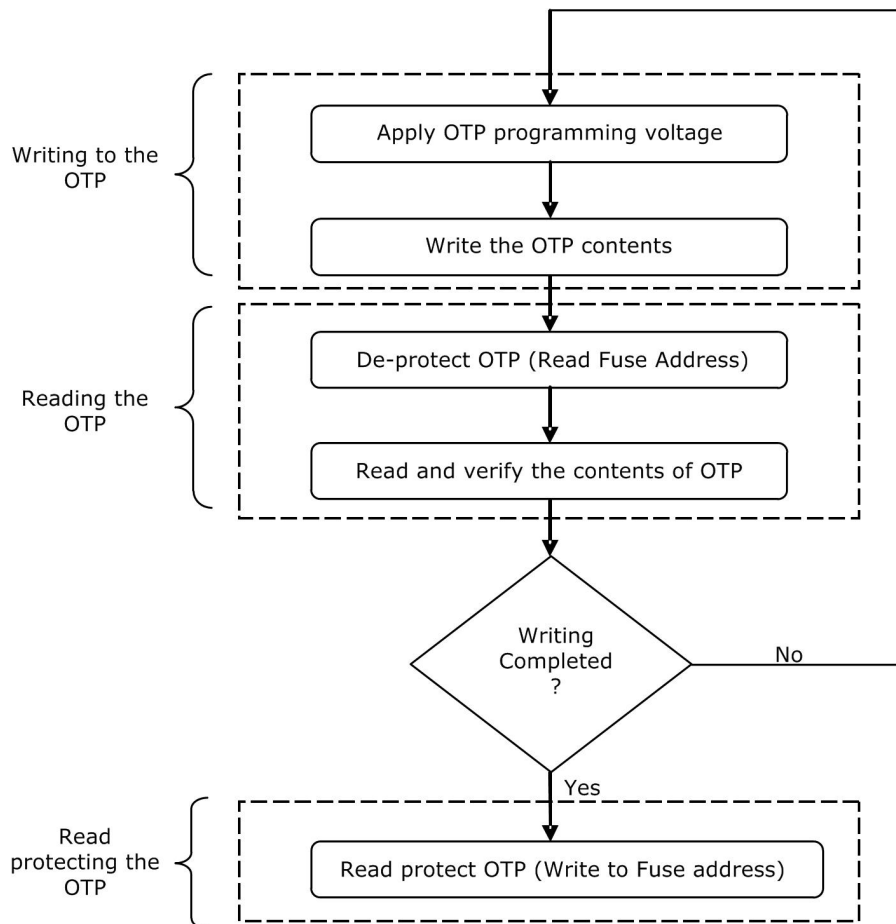 Writing to the
OTP
Apply OTP programming voltage
Write the OTP contents
Reading the
OTP
De-protect OTP (Read Fuse Address)
Read and verify the contents of OTP
Writing
Completed
?
No
Yes
Read
protecting the
OTP
Read protect OTP (Write to Fuse address)